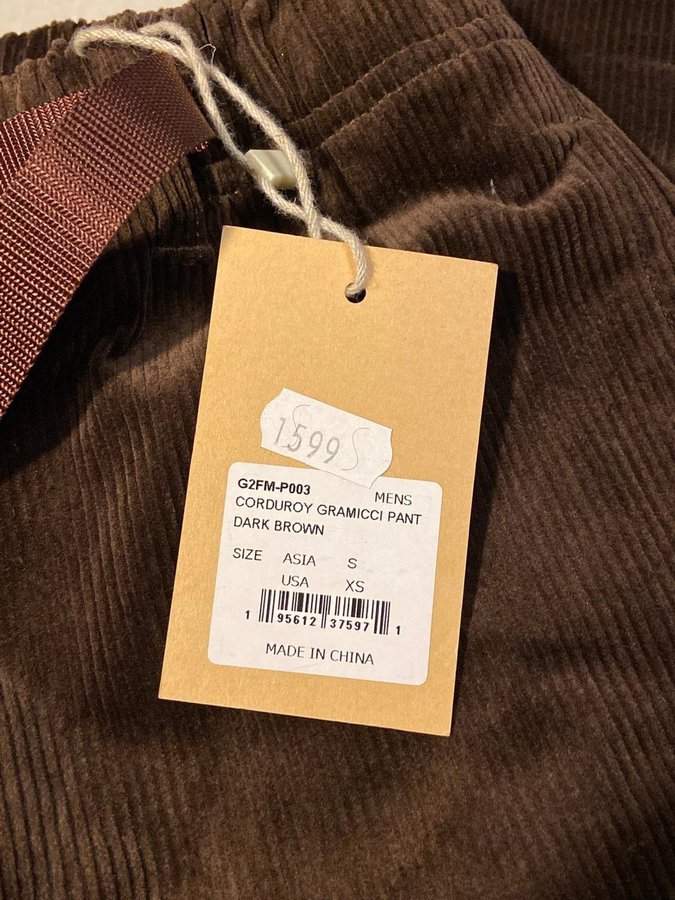 1599
G2FM-P003 MENS
CORDUROY GRAMICCI PANT
DARK BROWN
SIZE ASIA S
USA XS
1 95612 37597 1
MADE IN CHINA